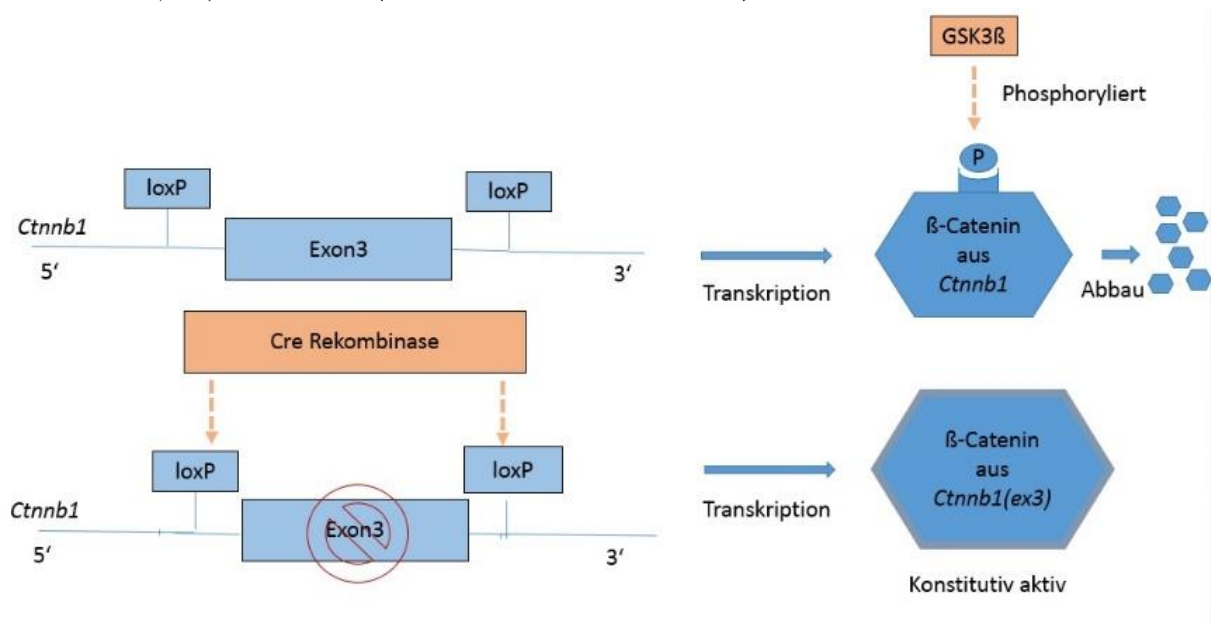 GSK3ß
Phosphoryliert
P
loxP
loxP
Ctnnb1
Exon3
5‘
3‘
Transkription
ß-Catenin
aus
Ctnnb1
Abbau
Cre Rekombinase
loxP
loxP
Ctnnb1
Exon3
5‘
3‘
Transkription
ß-Catenin
aus
Ctnnb1(ex3)
Konstitutiv aktiv